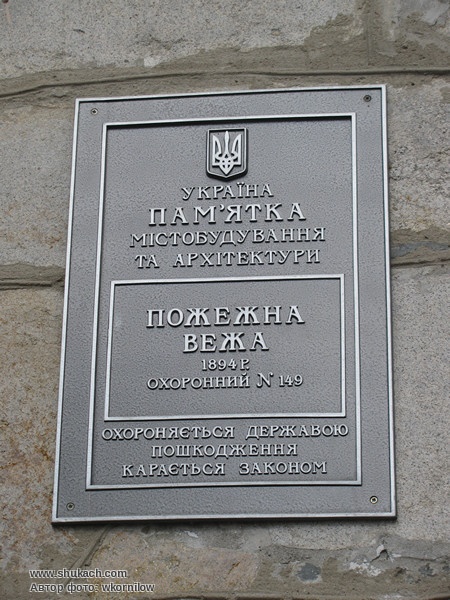 УКРАЇНА
ПАМ'ЯТКА
МІСТОБУДУВАННЯ
ТА АРХІТЕКТУРИ
ПОЖЕЖНА
ВЕЖА
1894 Р.
ОХОРОННИЙ № 149
ОХОРОНЯЄТЬСЯ ДЕРЖАВОЮ
ПОШКОДЖЕННЯ
КАРАЄТЬСЯ ЗАКОНОМ
www.shukach.com
Автор фото: wkornilow